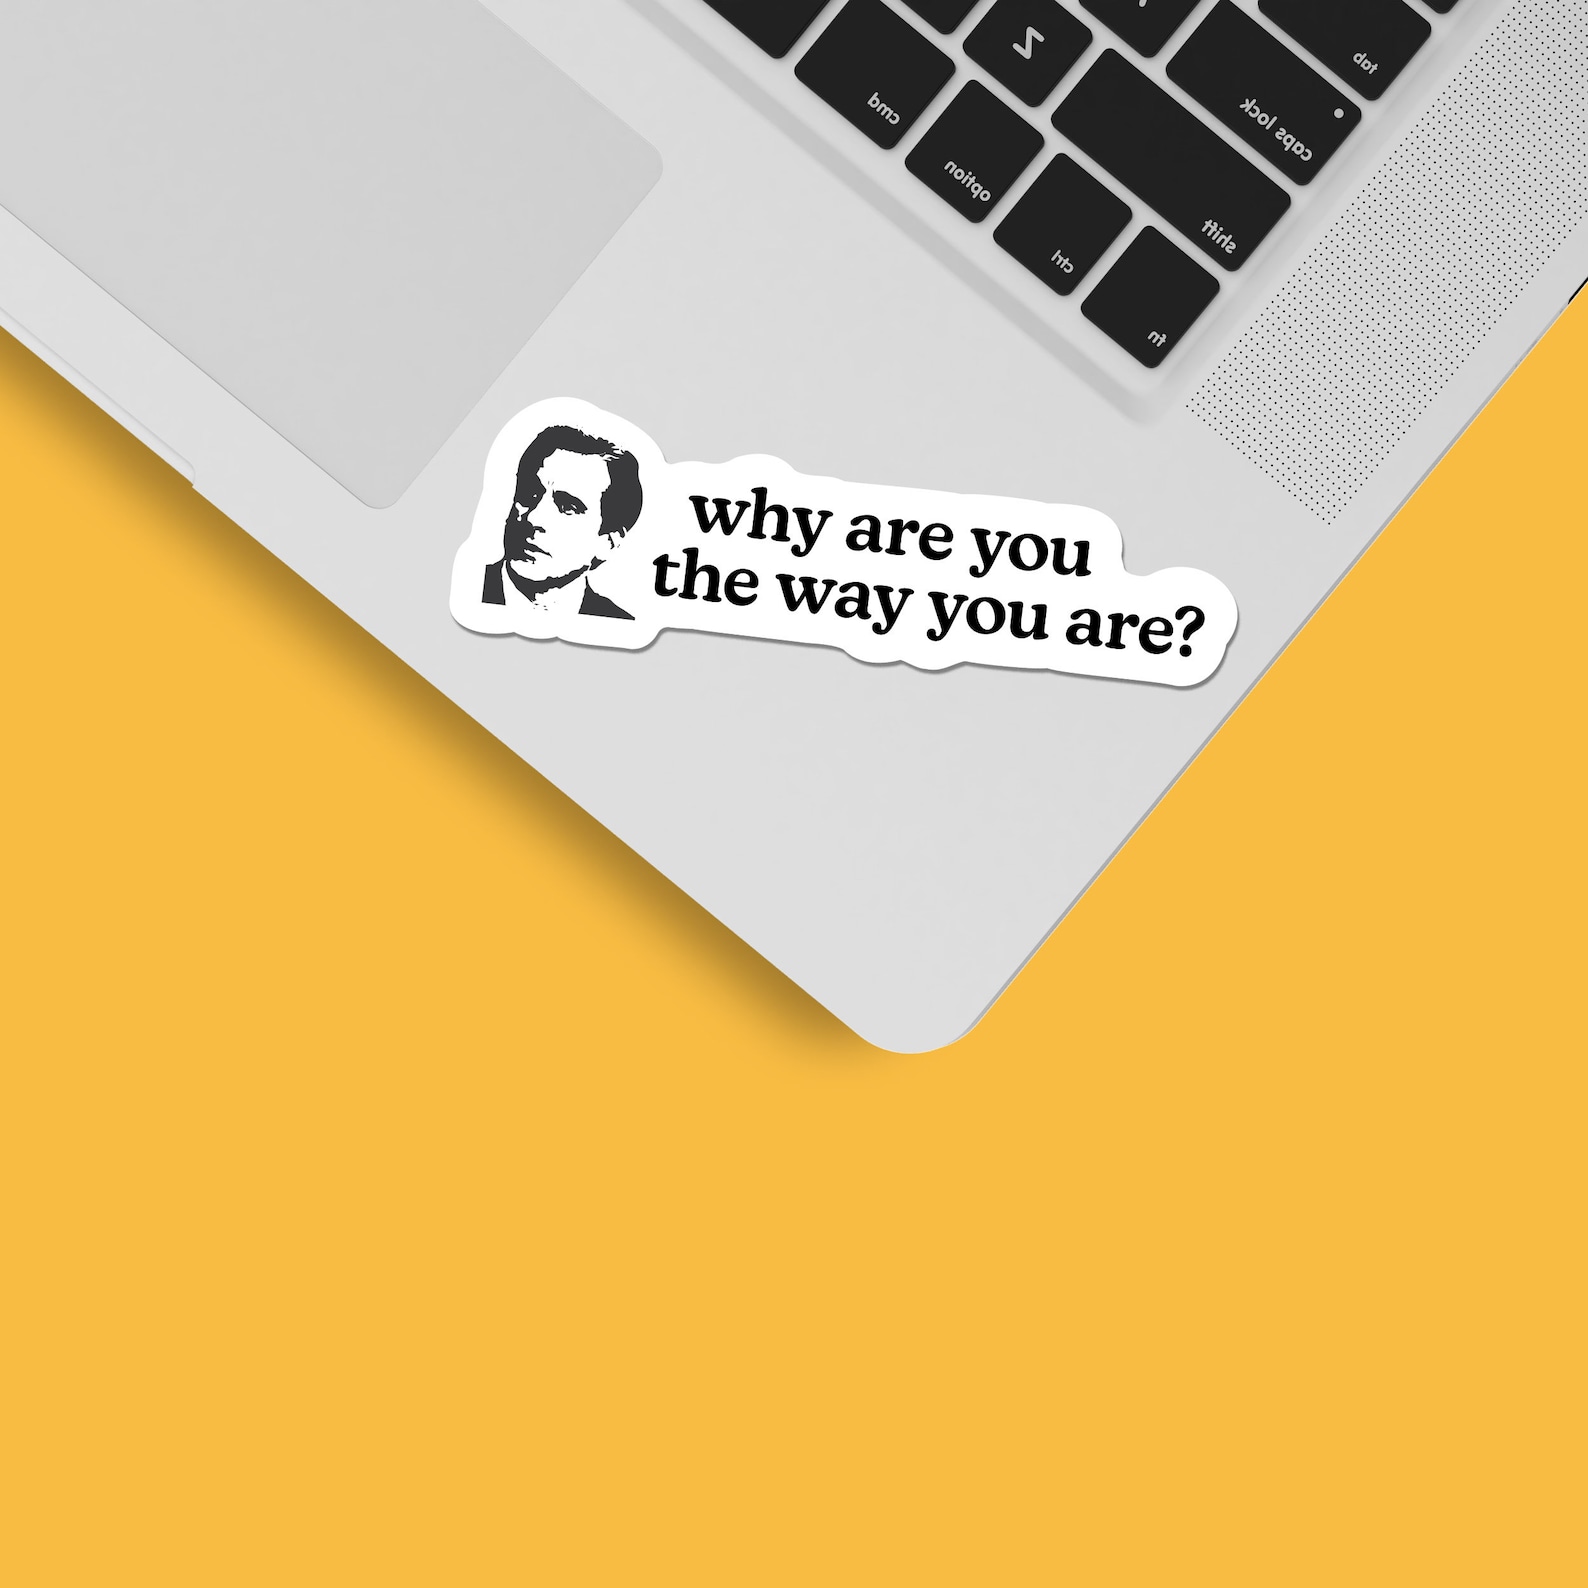 tab
caps lock
Z
shift
cmd
option
ctrl
fn
why are you
the way you are?